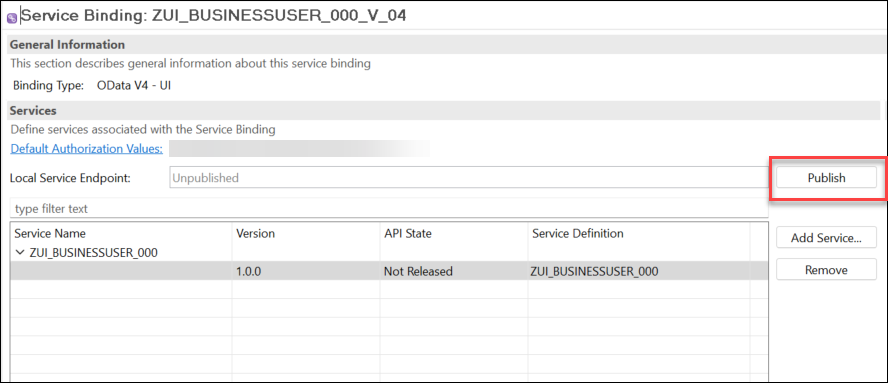 Service Binding: ZUI_BUSINESSUSER_000_V_04
General Information
This section describes general information about this service binding
Binding Type: OData V4 - UI
Services
Define services associated with the Service Binding
Default Authorization Values:
Local Service Endpoint: Unpublished Publish
type filter text
Service Name Version API State Service Definition Add Service...
ZUI_BUSINESSUSER_000
1.0.0 Not Released ZUI_BUSINESSUSER_000 Remove